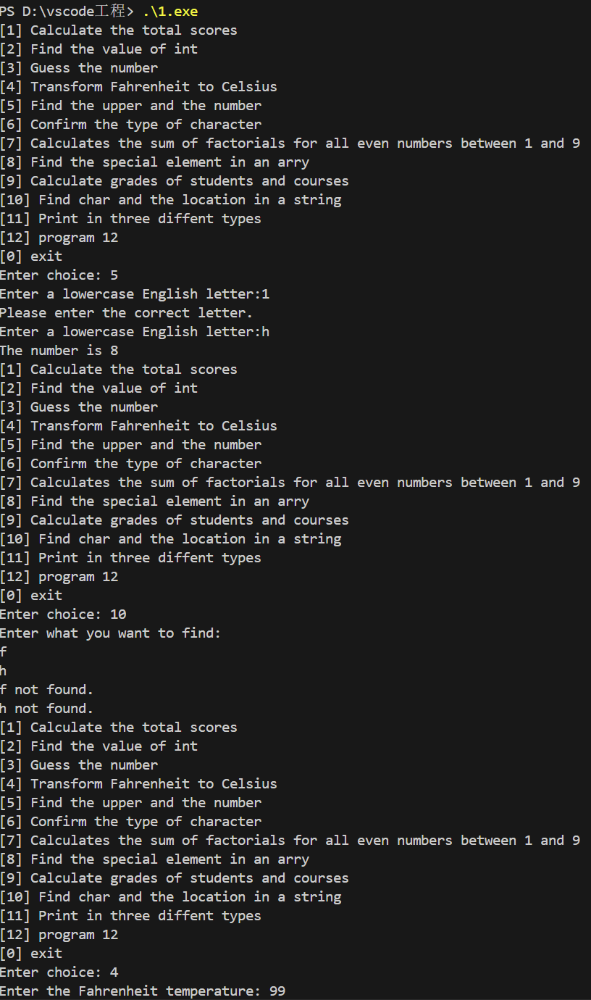 PS D:\vscode工程> .\1.exe
[1] Calculate the total scores
[2] Find the value of int
[3] Guess the number
[4] Transform Fahrenheit to Celsius
[5] Find the upper and the number
[6] Confirm the type of character
[7] Calculates the sum of factorials for all even numbers between 1 and 9
[8] Find the special element in an arry
[9] Calculate grades of students and courses
[10] Find char and the location in a string
[11] Print in three diffent types
[12] program 12
[0] exit
Enter choice: 5
Enter a lowercase English letter:1
Please enter the correct letter.
Enter a lowercase English letter:h
The number is 8
[1] Calculate the total scores
[2] Find the value of int
[3] Guess the number
[4] Transform Fahrenheit to Celsius
[5] Find the upper and the number
[6] Confirm the type of character
[7] Calculates the sum of factorials for all even numbers between 1 and 9
[8] Find the special element in an arry
[9] Calculate grades of students and courses
[10] Find char and the location in a string
[11] Print in three diffent types
[12] program 12
[0] exit
Enter choice: 10
Enter what you want to find:
f
h
f not found.
h not found.
[1] Calculate the total scores
[2] Find the value of int
[3] Guess the number
[4] Transform Fahrenheit to Celsius
[5] Find the upper and the number
[6] Confirm the type of character
[7] Calculates the sum of factorials for all even numbers between 1 and 9
[8] Find the special element in an arry
[9] Calculate grades of students and courses
[10] Find char and the location in a string
[11] Print in three diffent types
[12] program 12
[0] exit
Enter choice: 4
Enter the Fahrenheit temperature: 99